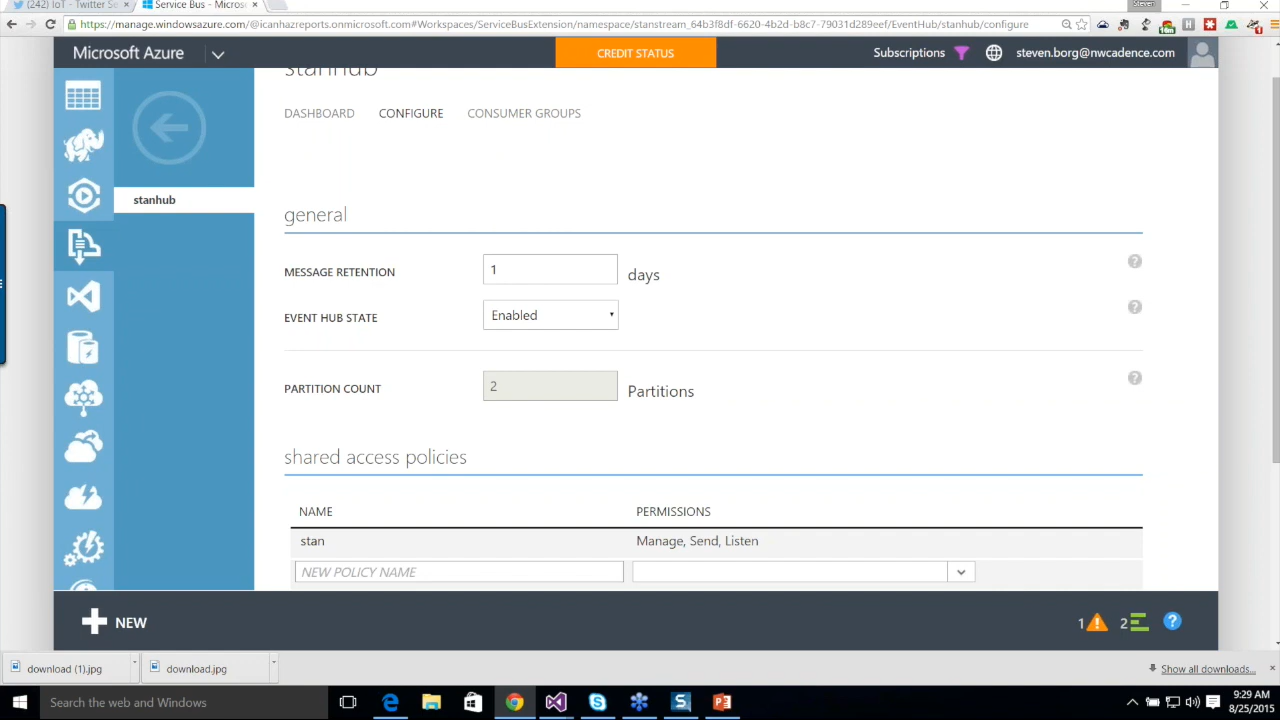 (242) IoT - Twitter Se
Service Bus - Micros
Steven
https://manage.windowsazure.com/@icanhazreports.onmicrosoft.com#Workspaces/ServiceBusExtension/namespace/stanstream_64b3f8df-6620-4b2d-b8c7-79031d289eef/EventHub/stanhub/configure
Microsoft Azure
CREDIT STATUS
Subscriptions
steven.borg@nwcadence.com
stanhub
DASHBOARD CONFIGURE CONSUMER GROUPS
stanhub
general
MESSAGE RETENTION 1 days ?
EVENT HUB STATE Enabled ?
PARTITION COUNT 2 Partitions ?
shared access policies
NAME PERMISSIONS
stan Manage, Send, Listen
NEW POLICY NAME
NEW
1 2 ?
download (1).jpg download.jpg Show all downloads...
Search the web and Windows
9:29 AM
8/25/2015